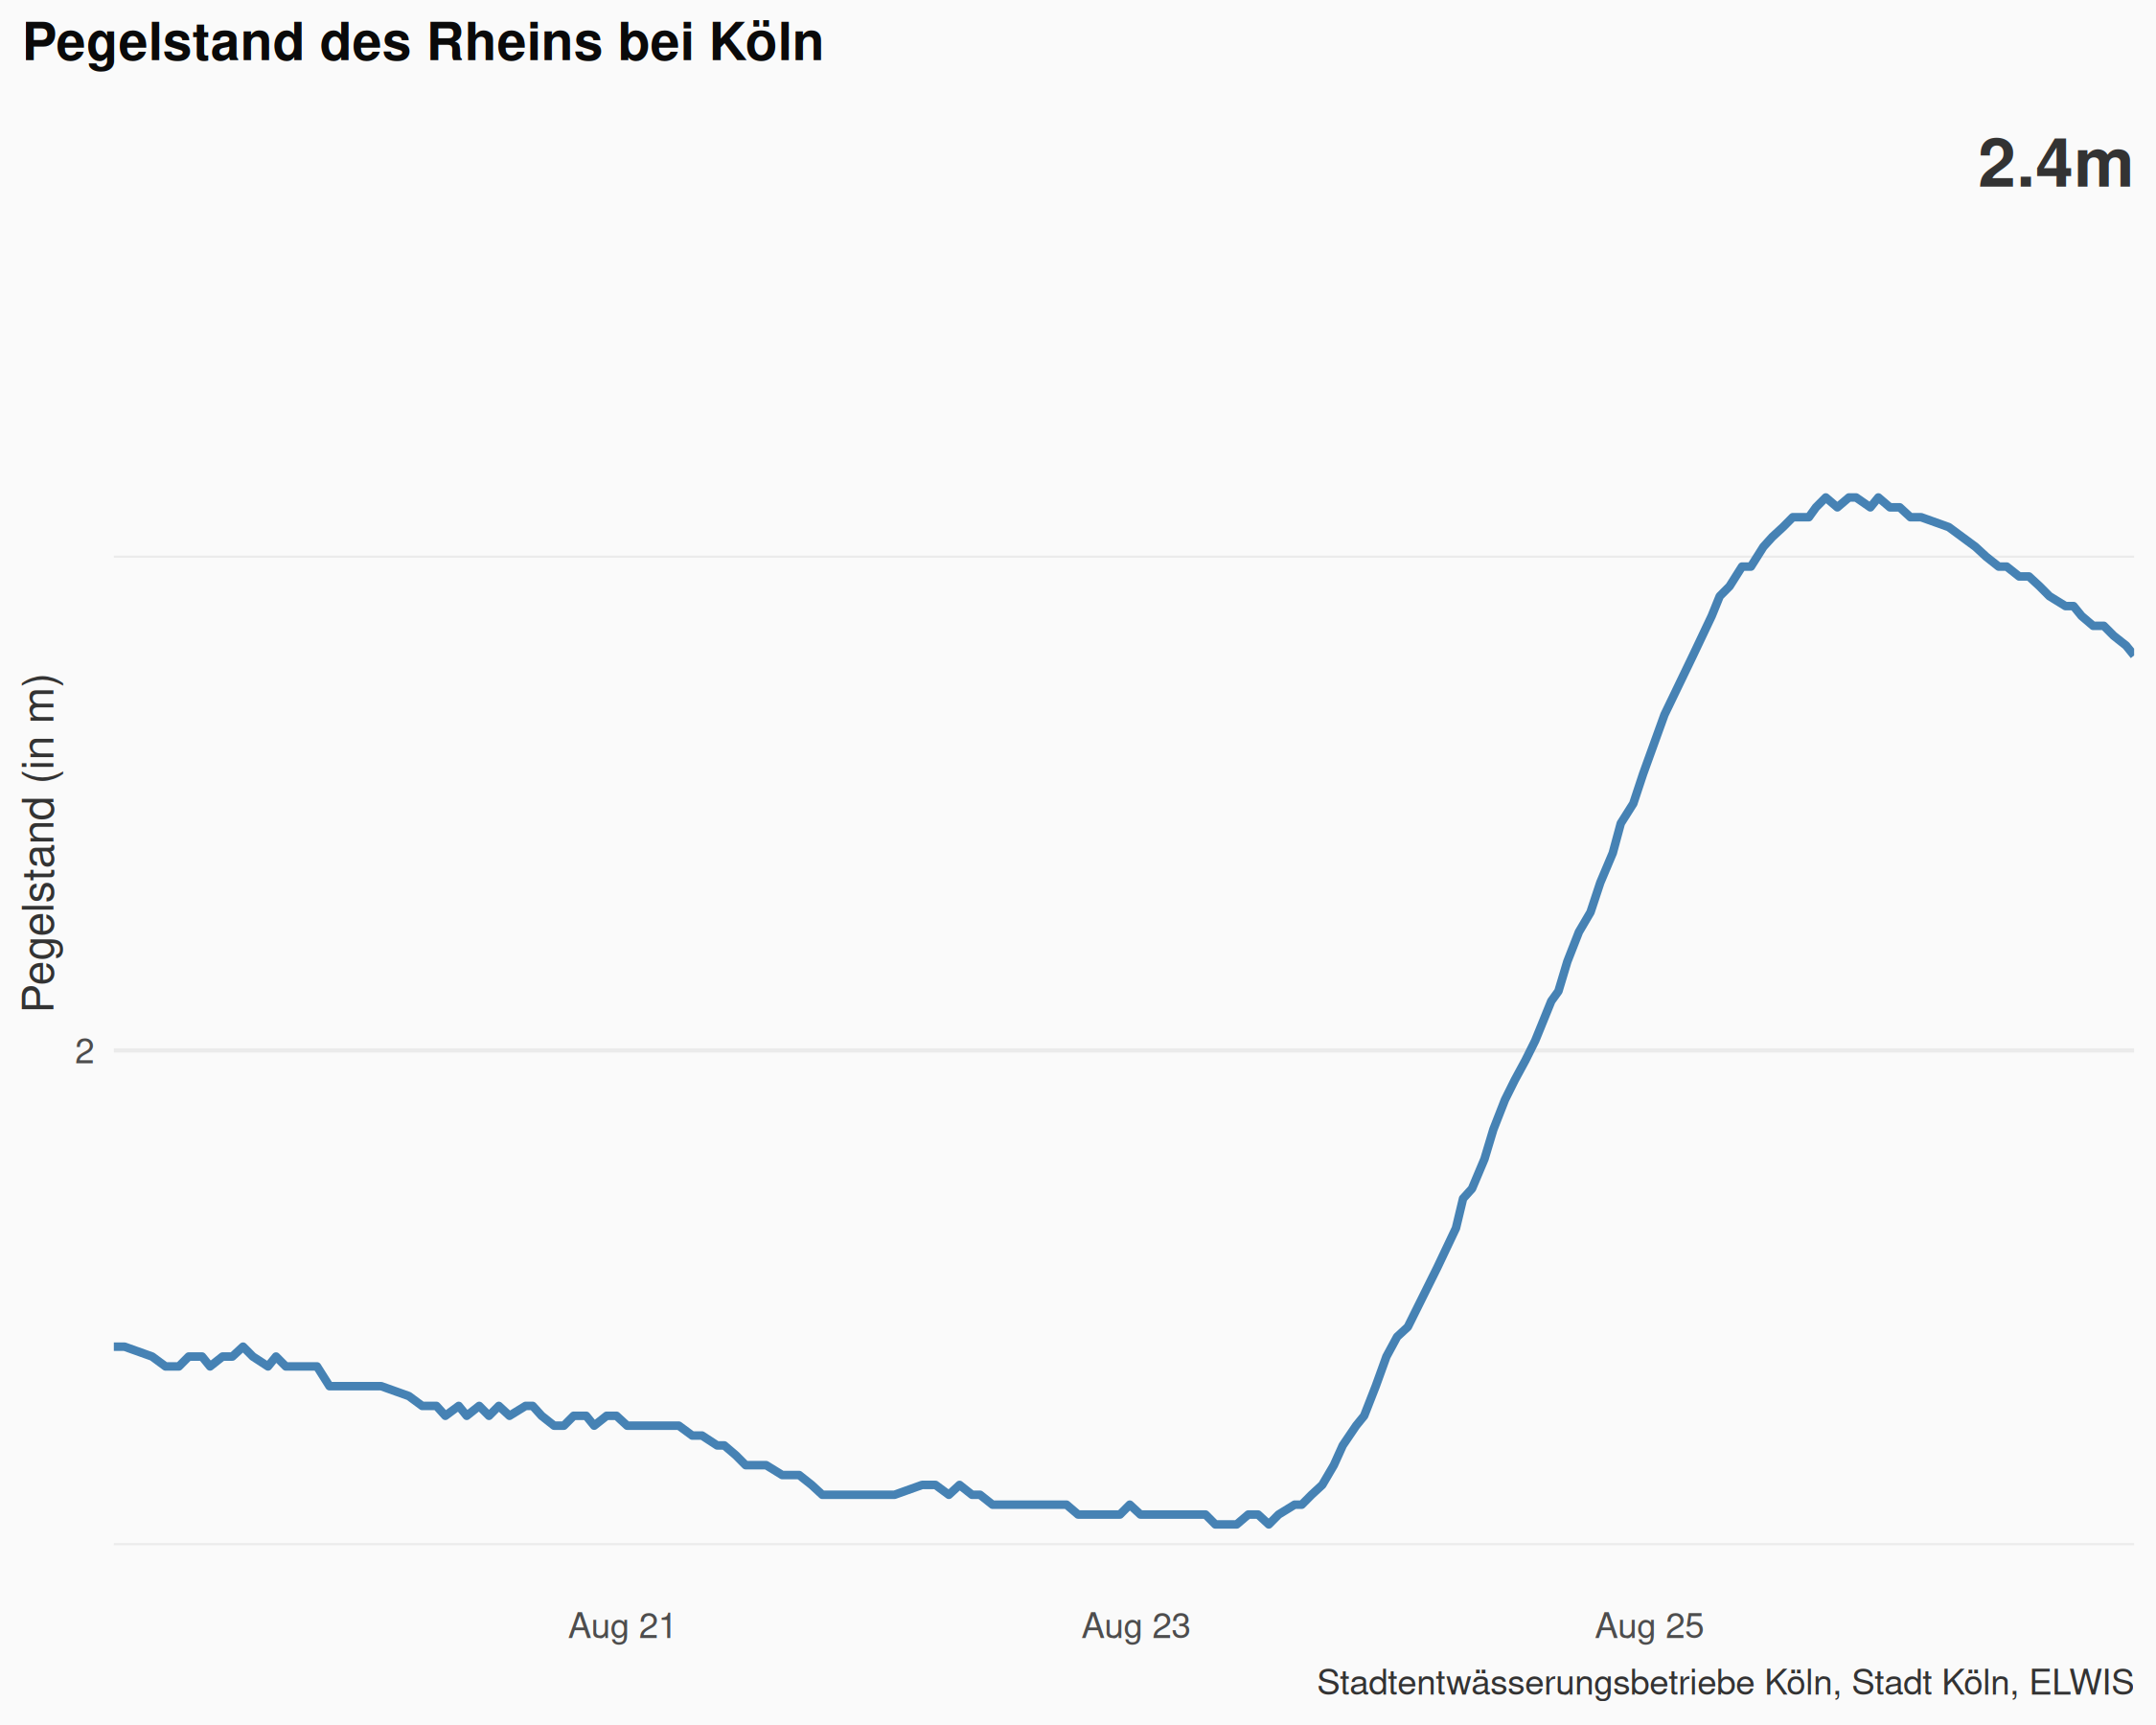 Pegelstand des Rheins bei Köln
2.4m
Pegelstand (in m)
2
Aug 21
Aug 23
Aug 25
Stadtentwässerungsbetriebe Köln, Stadt Köln, ELWIS